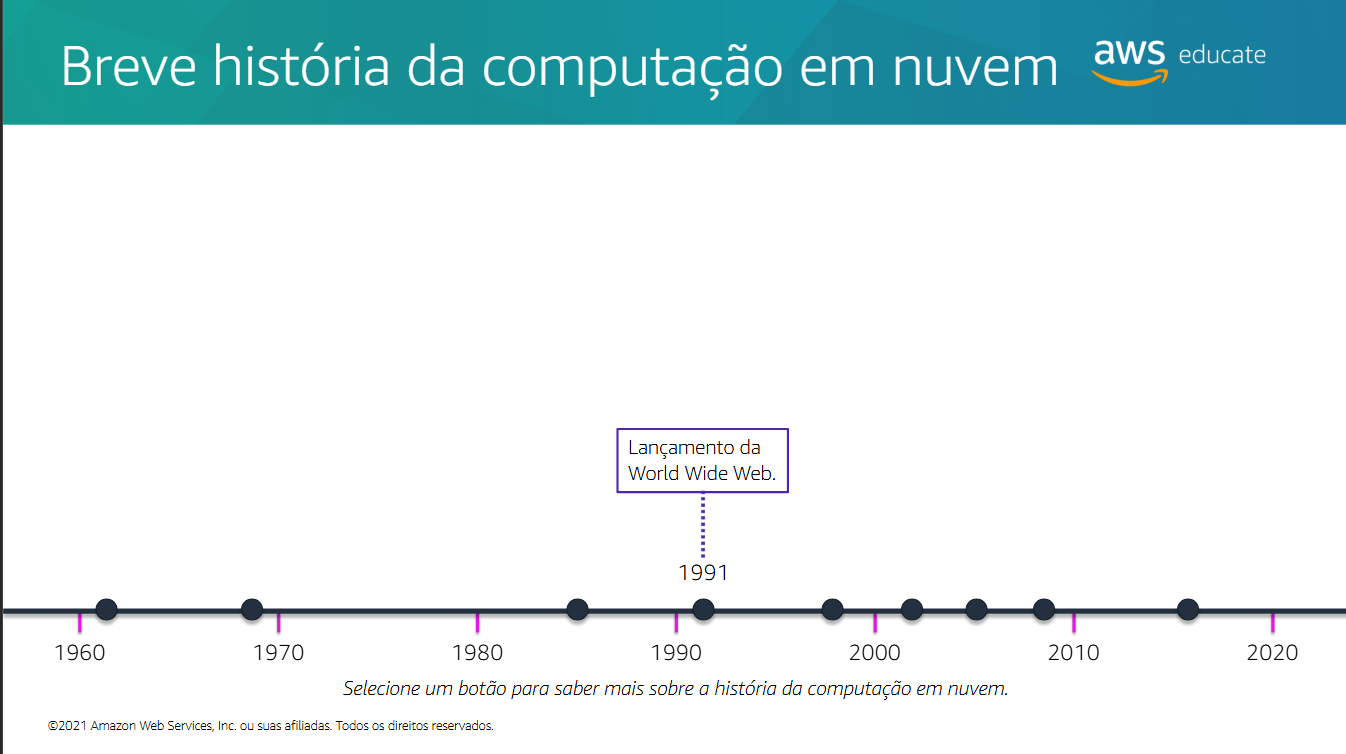 Breve história da computação em nuvem
aws educate
Lançamento da
World Wide Web.
1991
1960 1970 1980 1990 2000 2010 2020
Selecione um botão para saber mais sobre a história da computação em nuvem.
©2021 Amazon Web Services, Inc. ou suas afiliadas. Todos os direitos reservados.